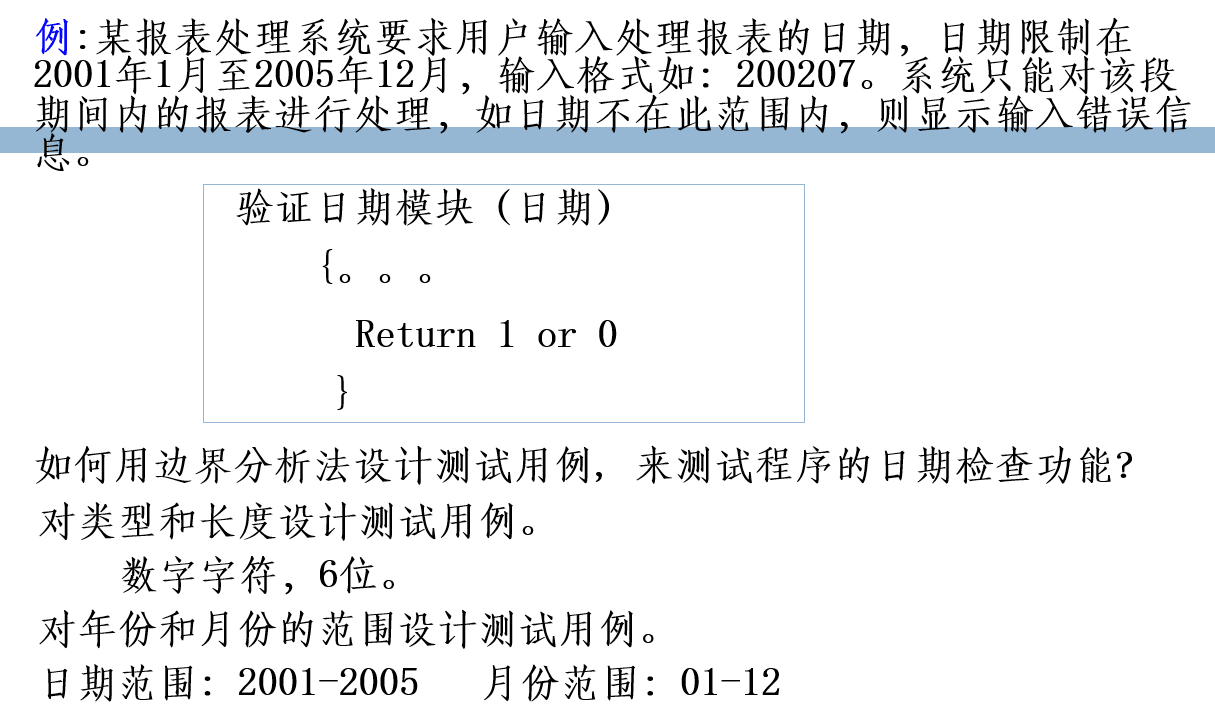 例:某报表处理系统要求用户输入处理报表的日期，日期限制在
2001年1月至2005年12月，输入格式如：200207。系统只能对该段
期间内的报表进行处理，如日期不在此范围内，则显示输入错误信
息。
验证日期模块（日期）
{。。。
Return 1 or 0
}
如何用边界分析法设计测试用例，来测试程序的日期检查功能?
对类型和长度设计测试用例。
数字字符，6位。
对年份和月份的范围设计测试用例。
日期范围：2001-2005 月份范围：01-12